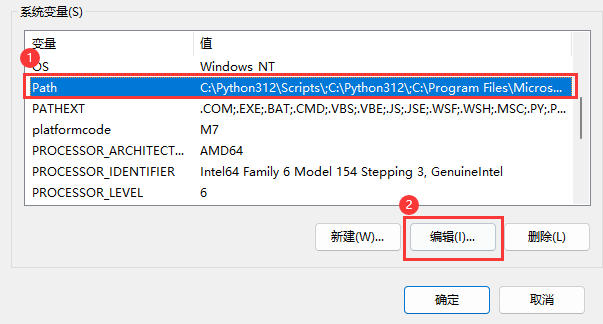 系统变量(S)
变量 值
1
OS Windows NT
Path C:\Python312\Scripts\;C:\Python312\;C:\Program Files\Micros...
PATHEXT .COM;.EXE;.BAT;.CMD;.VBS;.VBE;.JS;.JSE;.WSF;.WSH;.MSC;.PY;.P...
platformcode M7
PROCESSOR_ARCHITECT... AMD64
PROCESSOR_IDENTIFIER Intel64 Family 6 Model 154 Stepping 3, GenuineIntel
PROCESSOR_LEVEL 6
2
新建(W)... 编辑(I)... 删除(L)
确定 取消